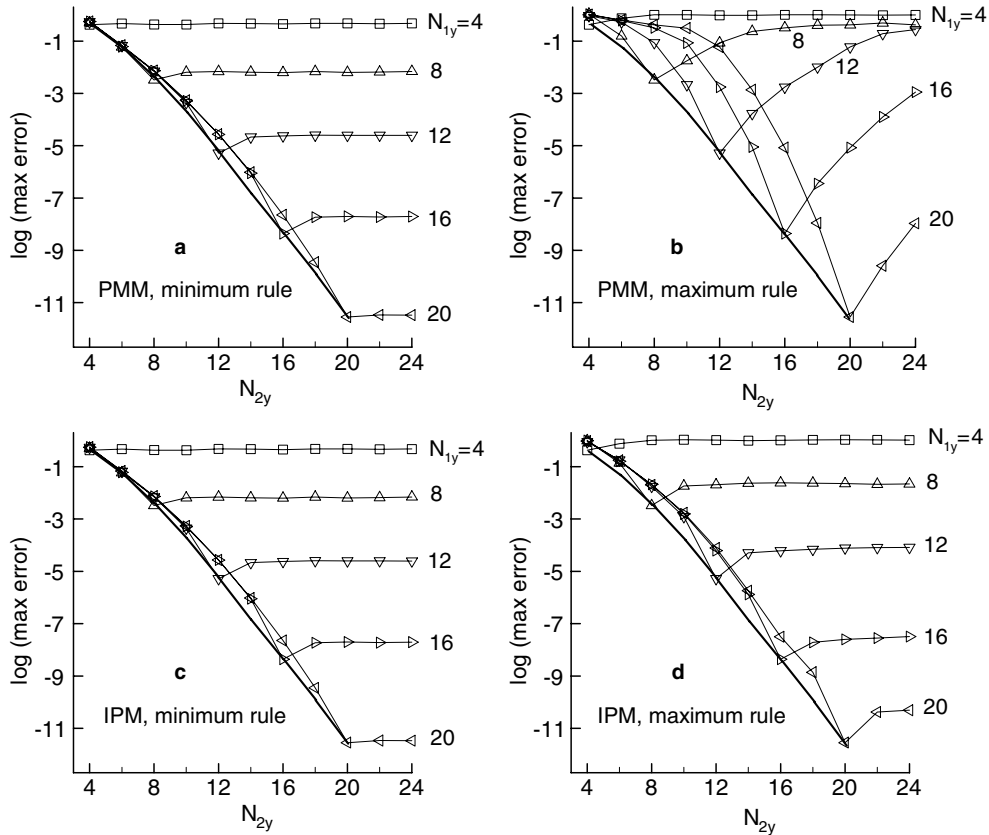 N1y=4
-1
8
-3
12
-5
-7
16
-9
a
-11
PMM, minimum rule
20
4 8 12 16 20 24
N2y
log (max error)
N1y=4
-1
8
12
-3
16
-5
-7
20
-9
b
-11
PMM, maximum rule
4 8 12 16 20 24
N2y
log (max error)
N1y=4
-1
8
-3
12
-5
-7
16
-9
c
IPM, minimum rule
-11
20
4 8 12 16 20 24
N2y
log (max error)
N1y=4
-1
8
-3
12
-5
-7
16
-9
d
IPM, maximum rule
20
-11
4 8 12 16 20 24
N2y
log (max error)